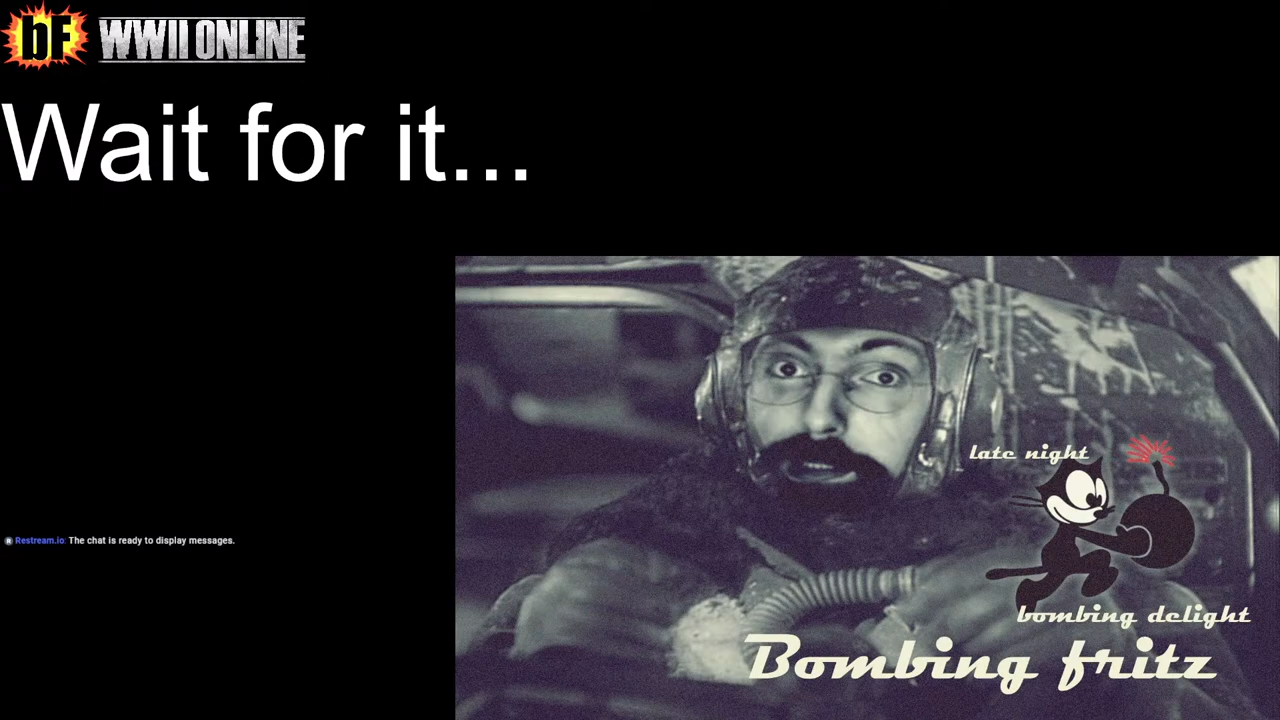 bF WWII ONLINE
Wait for it...
late night
Restream.io: The chat is ready to display messages.
bombing delight
Bombing fritz